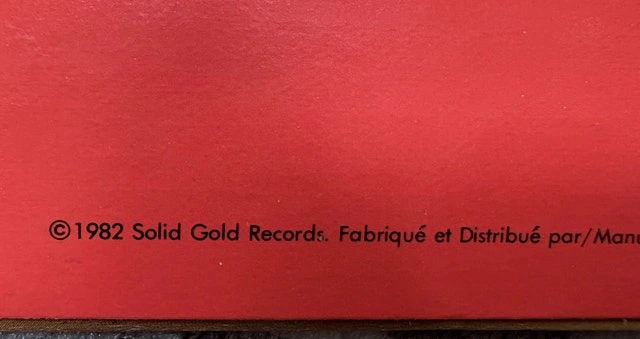 ©1982 Solid Gold Records. Fabriqué et Distribué par/Manu